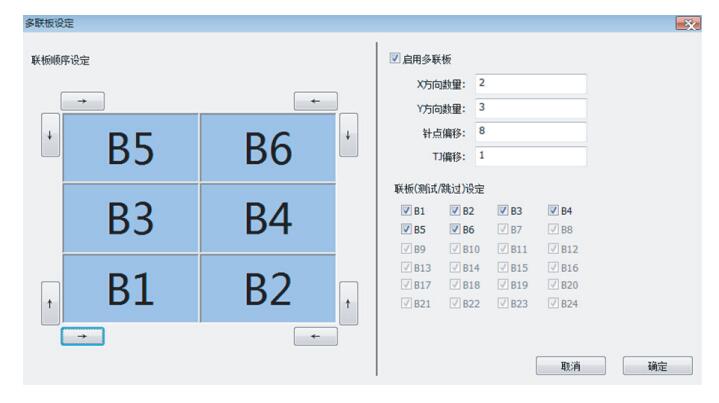 多联板设定
联板顺序设定
→ ←
↓ ↓
B5 B6
B3 B4
B1 B2
↑ ↑
→ ←
启用多联板
X方向数量: 2
Y方向数量: 3
针点偏移: 8
TJ偏移: 1
联板(测试/跳过)设定
B1 B2 B3 B4
B5 B6 B7 B8
B9 B10 B11 B12
B13 B14 B15 B16
B17 B18 B19 B20
B21 B22 B23 B24
取消 确定